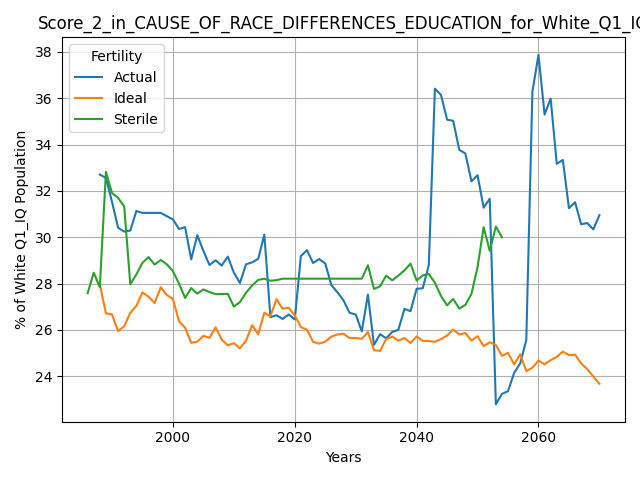 Score_2_in_CAUSE_OF_RACE_DIFFERENCES_EDUCATION_for_White_Q1_IQ
Fertility
Actual
Ideal
Sterile
% of White Q1_IQ Population
38
36
34
32
30
28
26
24
2000
2020
2040
2060
Years